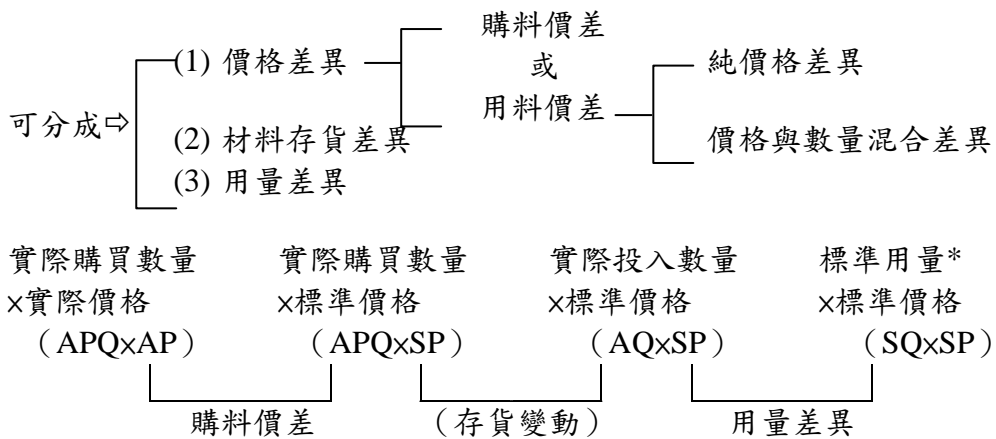 購料價差
(1) 價格差異 或 純價格差異
用料價差
可分成⇨
(2) 材料存貨差異 價格與數量混合差異
(3) 用量差異
實際購買數量 實際購買數量 實際投入數量 標準用量*
×實際價格 ×標準價格 ×標準價格 ×標準價格
（APQ×AP） （APQ×SP） （AQ×SP） （SQ×SP）
購料價差 （存貨變動） 用量差異